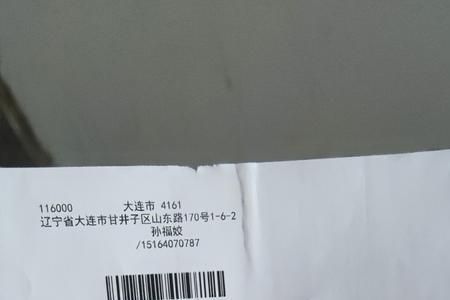 116000 大连市 4161
辽宁省大连市甘井子区山东路170号1-6-2
孙福姣
/15164070787